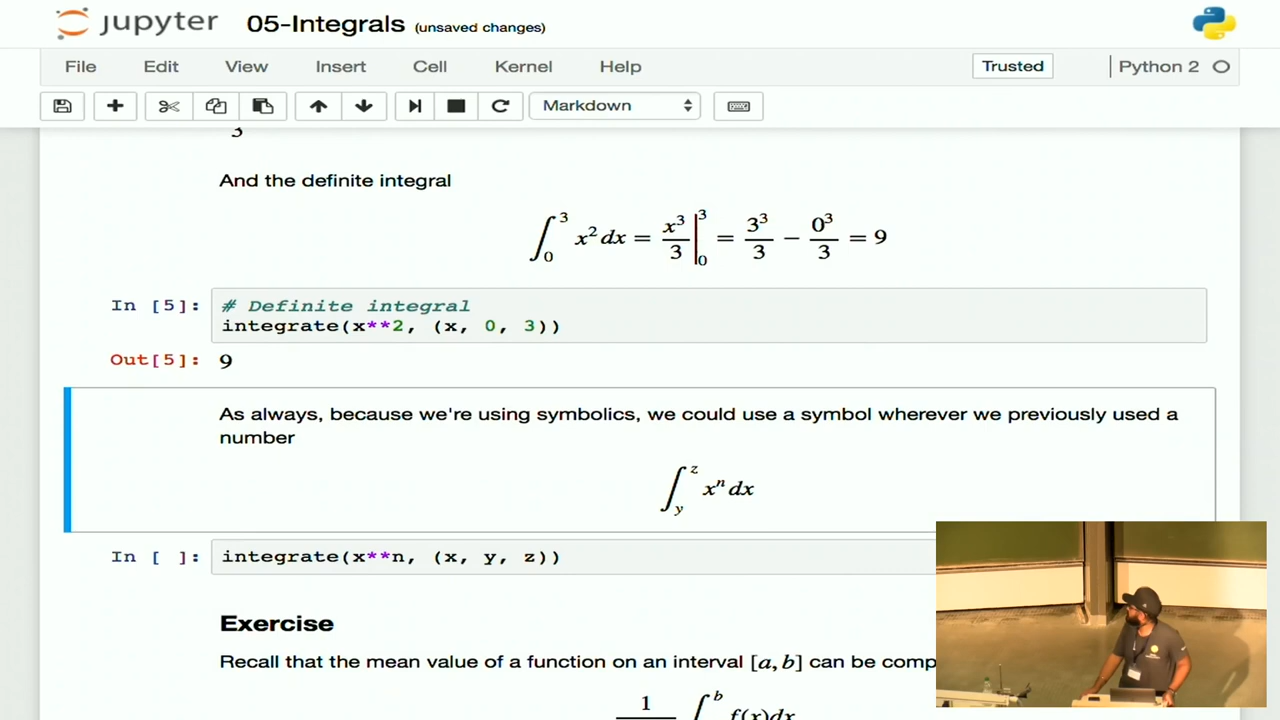 jupyter 05-Integrals (unsaved changes)
File Edit View Insert Cell Kernel Help Trusted Python 2
Markdown
3
And the definite integral
∫₀³ x² dx = x³/3 |₀³ = 3³/3 − 0³/3 = 9
In [5]: # Definite integral
integrate(x**2, (x, 0, 3))
Out[5]: 9
As always, because we're using symbolics, we could use a symbol wherever we previously used a
number
∫_y^z xⁿ dx
In [ ]: integrate(x**n, (x, y, z))
Exercise
Recall that the mean value of a function on an interval [a, b] can be comp
1 ∫^b f(x)dx